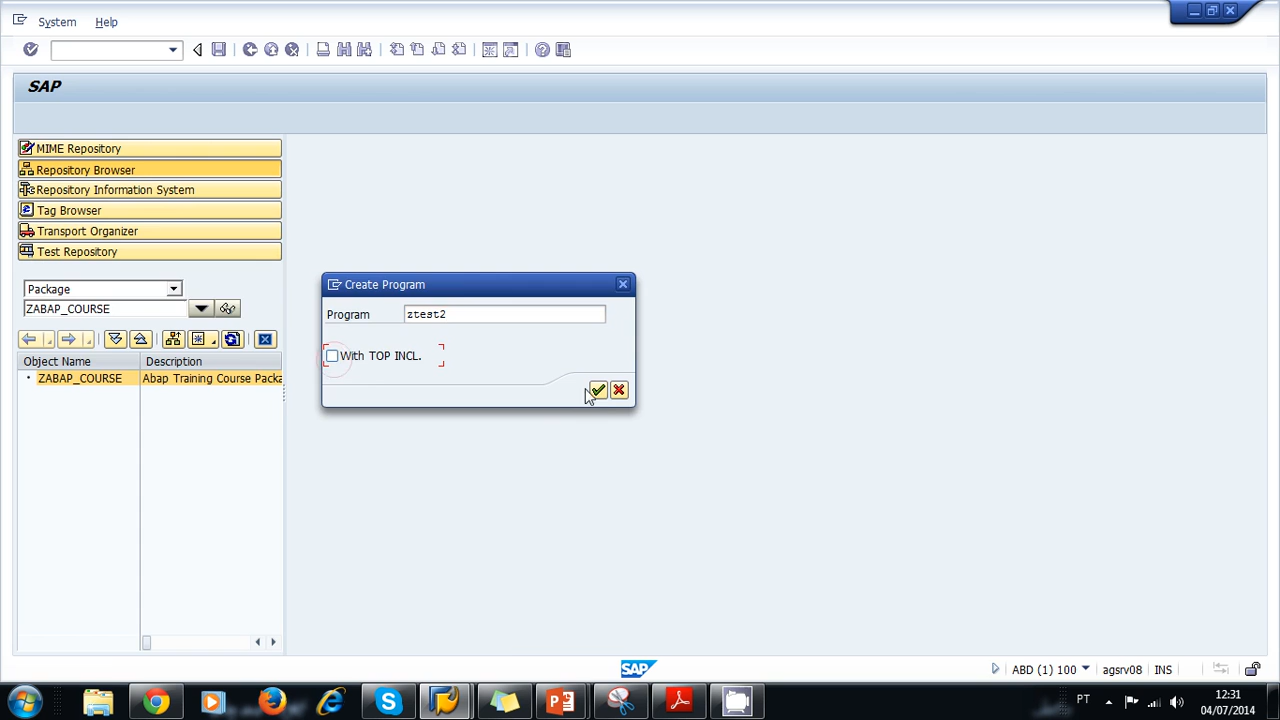 System Help
SAP
MIME Repository
Repository Browser
Repository Information System
Tag Browser
Transport Organizer
Test Repository
Package
ZABAP_COURSE
Object Name Description
ZABAP_COURSE Abap Training Course Packa
Create Program
Program ztest2
With TOP INCL.
SAP
ABD (1) 100 agsrv08 INS
PT
12:31
04/07/2014